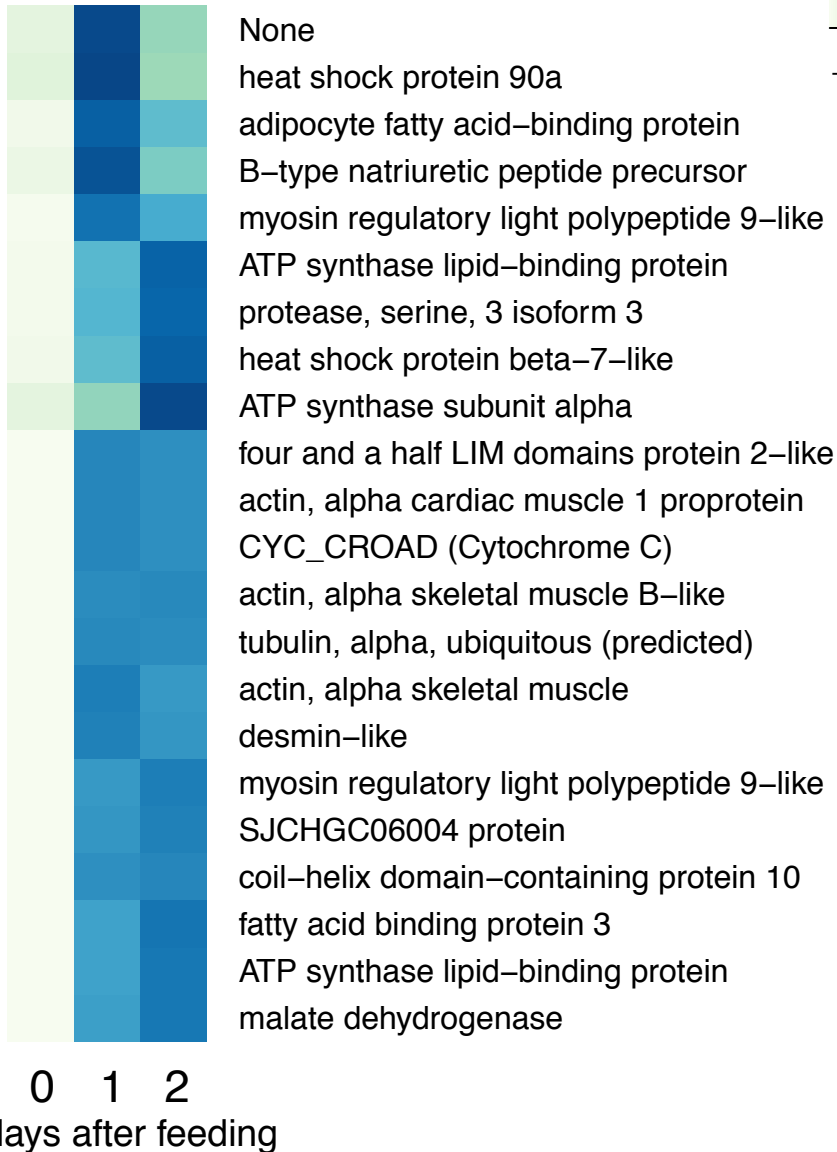 None
heat shock protein 90a
adipocyte fatty acid−binding protein
B−type natriuretic peptide precursor
myosin regulatory light polypeptide 9−like
ATP synthase lipid−binding protein
protease, serine, 3 isoform 3
heat shock protein beta−7−like
ATP synthase subunit alpha
four and a half LIM domains protein 2−like
actin, alpha cardiac muscle 1 proprotein
CYC_CROAD (Cytochrome C)
actin, alpha skeletal muscle B−like
tubulin, alpha, ubiquitous (predicted)
actin, alpha skeletal muscle
desmin−like
myosin regulatory light polypeptide 9−like
SJCHGC06004 protein
coil−helix domain−containing protein 10
fatty acid binding protein 3
ATP synthase lipid−binding protein
malate dehydrogenase
0 1 2
after feeding